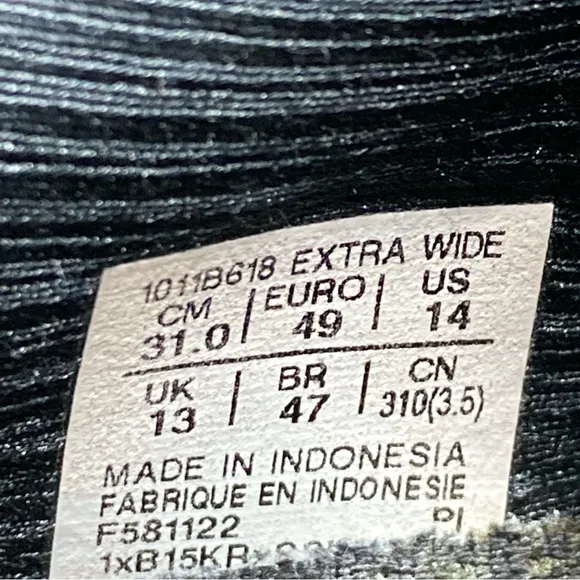 1011B618 EXTRA WIDE
CM | EURO | US
31.0 | 49 | 14
UK | BR | CN
13 | 47 | 310(3.5)
MADE IN INDONESIA
FABRIQUE EN INDONESIE
F581122 PI